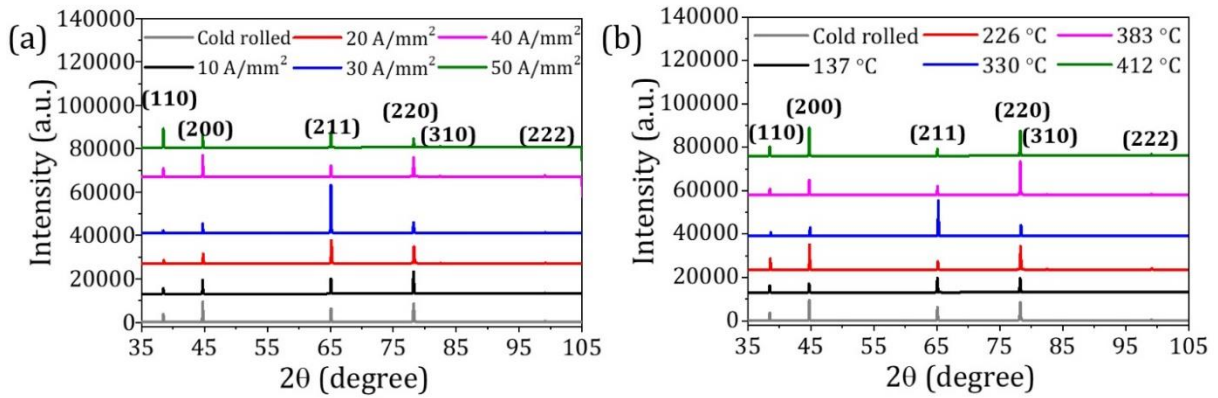 (a)
140000
120000
100000
80000
60000
40000
20000
0
Intensity (a.u.)
Cold rolled 20 A/mm² 40 A/mm²
10 A/mm² 30 A/mm² 50 A/mm²
(110) (200) (211) (220) (310) (222)
35 45 55 65 75 85 95 105
2θ (degree)
(b)
140000
120000
100000
80000
60000
40000
20000
0
Intensity (a.u.)
Cold rolled 226 °C 383 °C
137 °C 330 °C 412 °C
(110) (200) (211) (220) (310) (222)
35 45 55 65 75 85 95 105
2θ (degree)